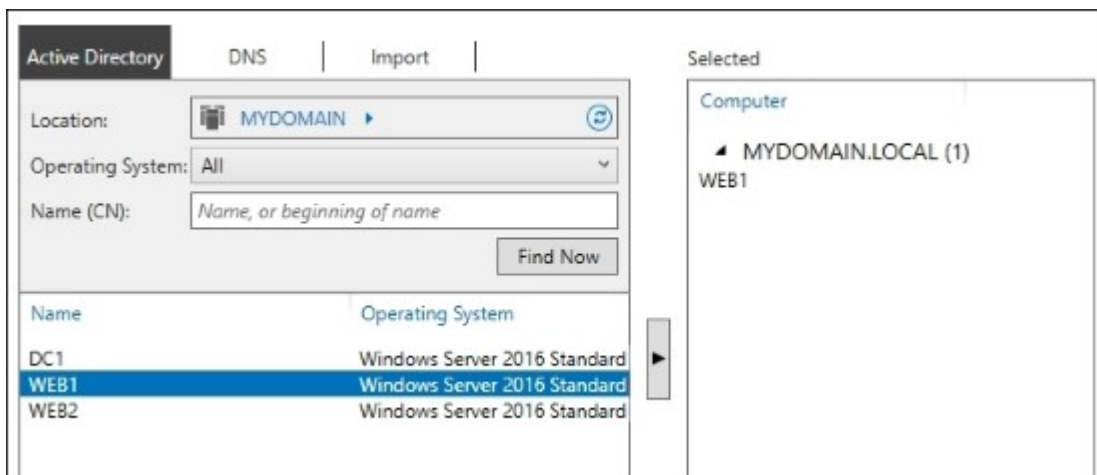 Active Directory DNS Import
Location: MYDOMAIN
Operating System: All
Name (CN): Name, or beginning of name
Find Now
Name Operating System
DC1 Windows Server 2016 Standard
WEB1 Windows Server 2016 Standard
WEB2 Windows Server 2016 Standard
Selected
Computer
MYDOMAIN.LOCAL (1)
WEB1